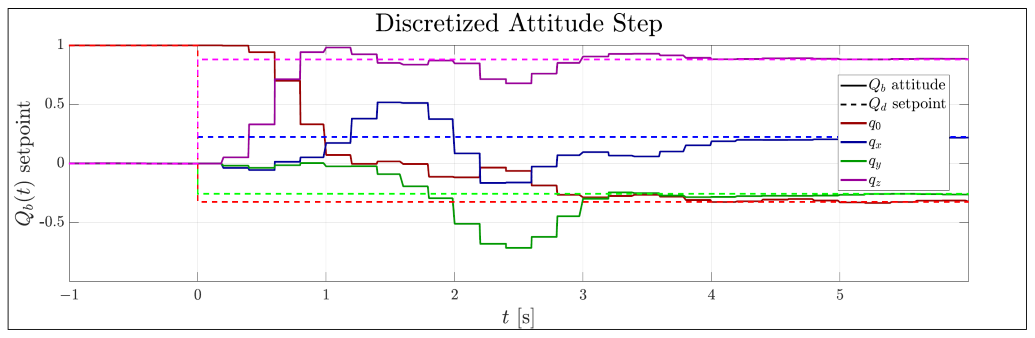 Discretized Attitude Step
Q_b(t) setpoint
1
0.5
0
-0.5
−1
0
1
2
3
4
5
t [s]
Q_b attitude
Q_d setpoint
q_0
q_x
q_y
q_z